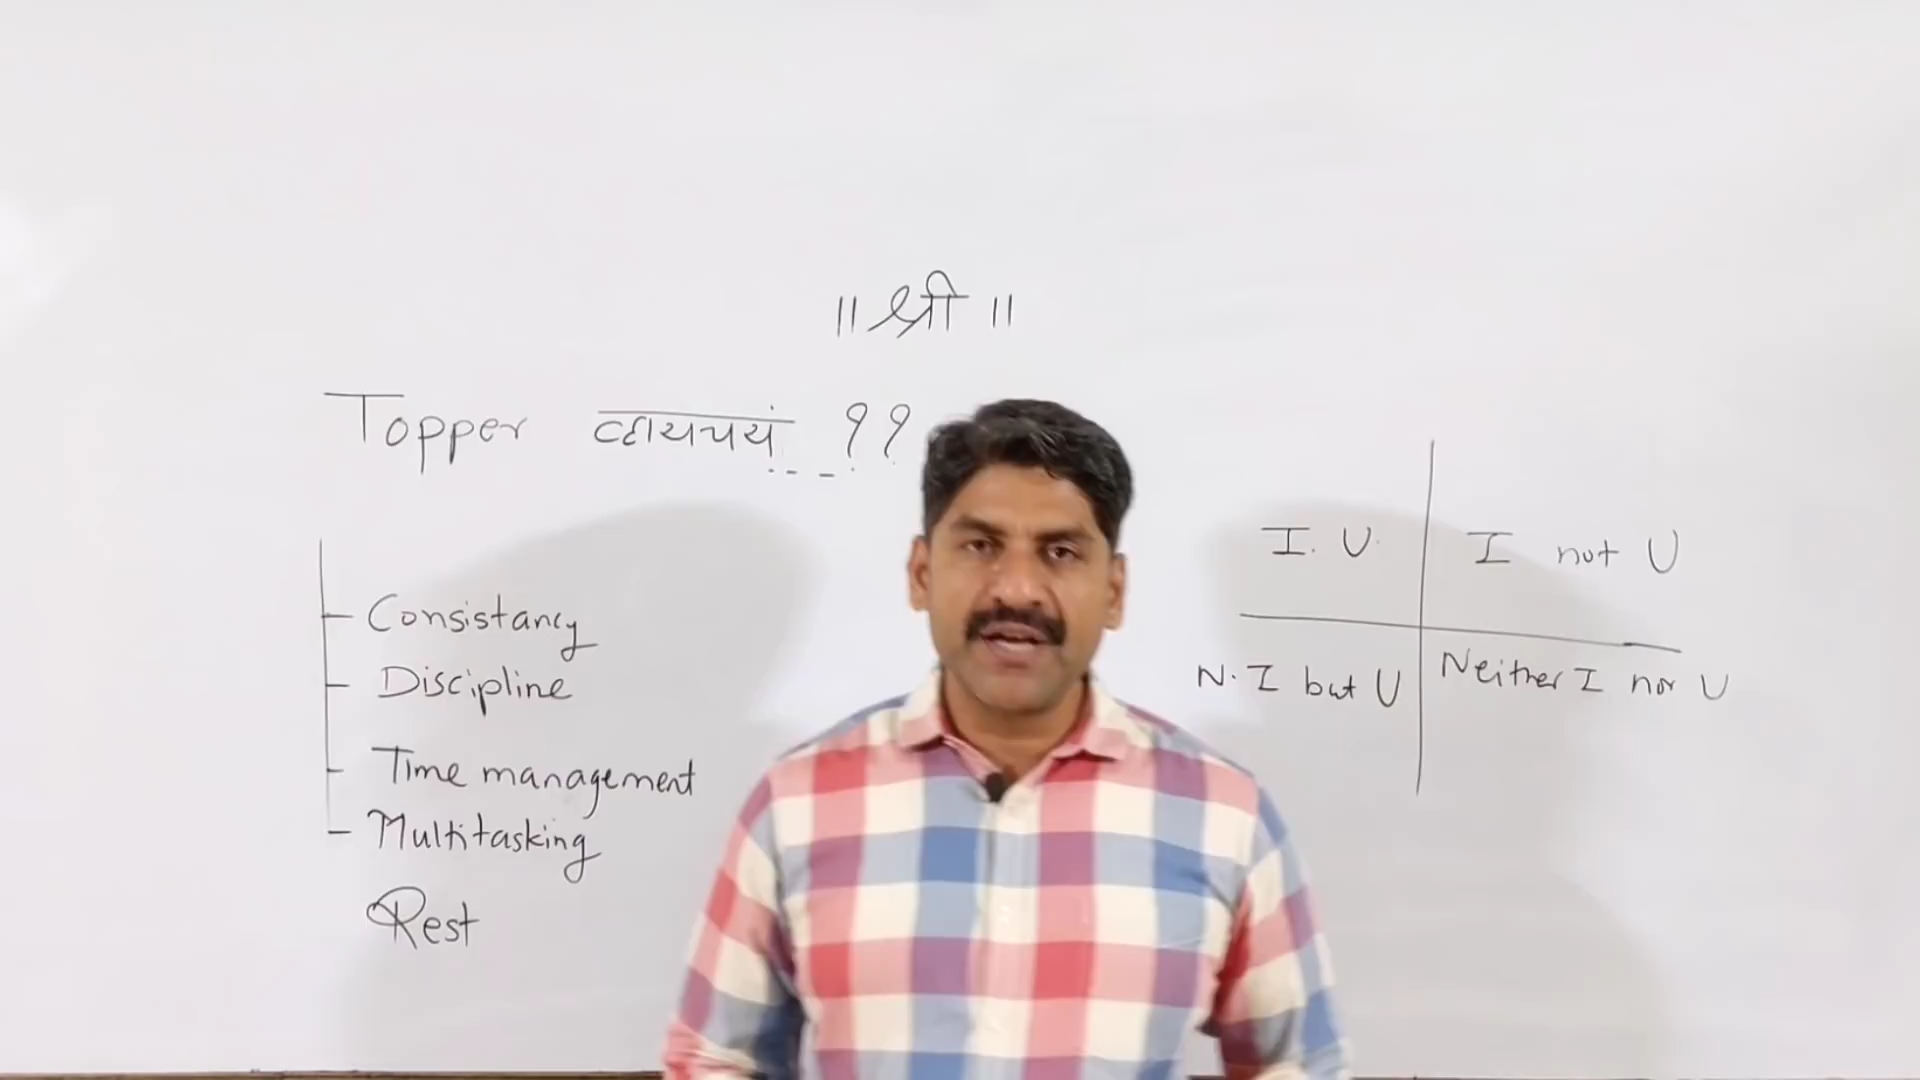 ॥ श्री ॥
Topper व्हायचयं ??
Consistancy
Discipline
Time management
Multitasking
Rest
I. U.
I not U
N. I but U
Neither I nor U